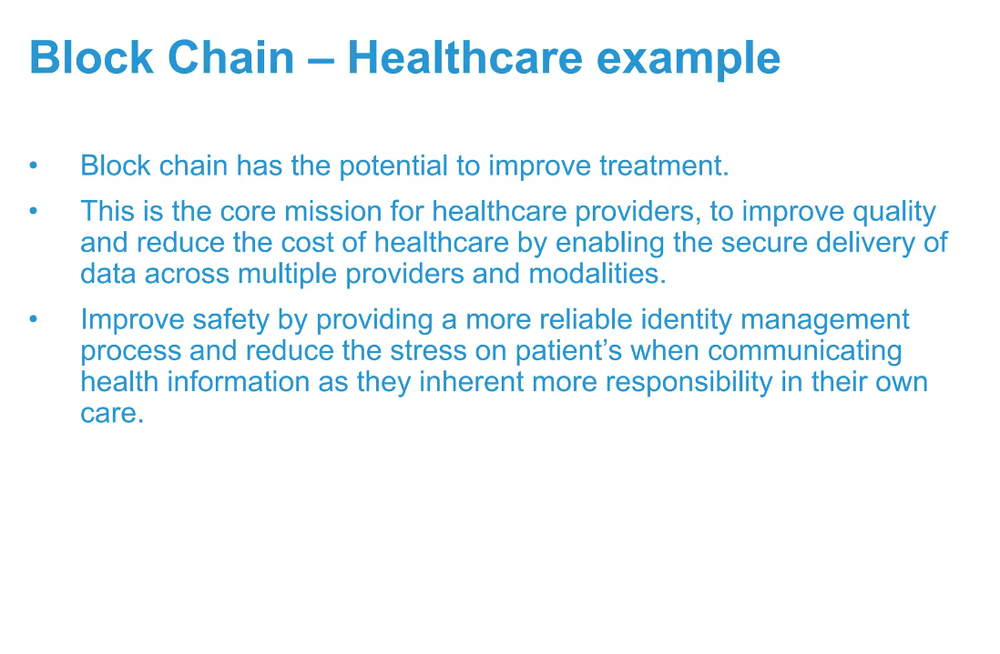 Block Chain – Healthcare example
• Block chain has the potential to improve treatment.
• This is the core mission for healthcare providers, to improve quality
and reduce the cost of healthcare by enabling the secure delivery of
data across multiple providers and modalities.
• Improve safety by providing a more reliable identity management
process and reduce the stress on patient’s when communicating
health information as they inherent more responsibility in their own
care.